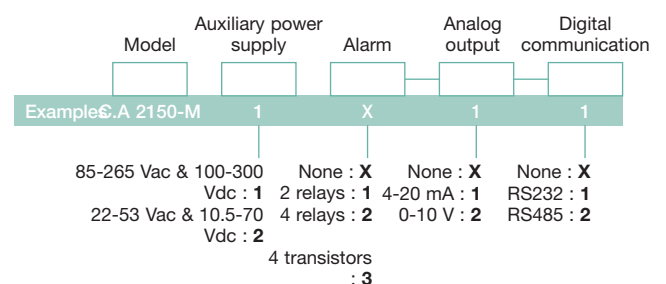 Model
Auxiliary power
supply
Alarm
Analog
output
Digital
communication
Examples C.A 2150-M 1 X 1 1
85-265 Vac & 100-300
Vdc : 1
22-53 Vac & 10.5-70
Vdc : 2
None : X
2 relays : 1
4 relays : 2
4 transistors
: 3
None : X
4-20 mA : 1
0-10 V : 2
None : X
RS232 : 1
RS485 : 2